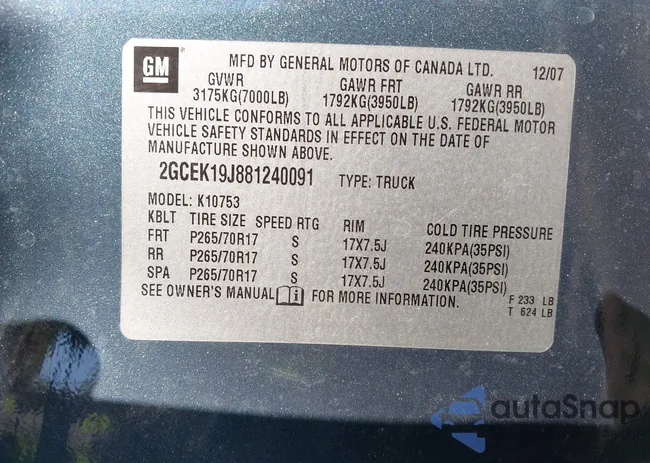 GM
MFD BY GENERAL MOTORS OF CANADA LTD. 12/07
GVWR GAWR FRT GAWR RR
3175KG(7000LB) 1792KG(3950LB) 1792KG(3950LB)
THIS VEHICLE CONFORMS TO ALL APPLICABLE U.S. FEDERAL MOTOR
VEHICLE SAFETY STANDARDS IN EFFECT ON THE DATE OF
MANUFACTURE SHOWN ABOVE.
2GCEK19J881240091 TYPE: TRUCK
MODEL: K10753
KBLT TIRE SIZE SPEED RTG RIM COLD TIRE PRESSURE
FRT P265/70R17 S 17X7.5J 240KPA(35PSI)
RR P265/70R17 S 17X7.5J 240KPA(35PSI)
SPA P265/70R17 S 17X7.5J 240KPA(35PSI)
SEE OWNER'S MANUAL i FOR MORE INFORMATION.
F 233 LB
T 624 LB
autoSnap